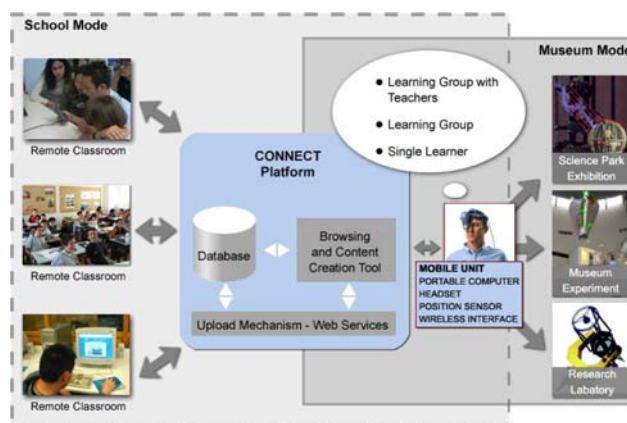 School Mode
Museum Mode
Remote Classroom
Remote Classroom
Remote Classroom
CONNECT
Platform
Database
Browsing
and Content
Creation Tool
Upload Mechanism - Web Services
Learning Group with
Teachers
Learning Group
Single Learner
MOBILE UNIT
PORTABLE COMPUTER
HEADSET
POSITION SENSOR
WIRELESS INTERFACE
Science Park
Exhibition
Museum
Experiment
Research
Labatory